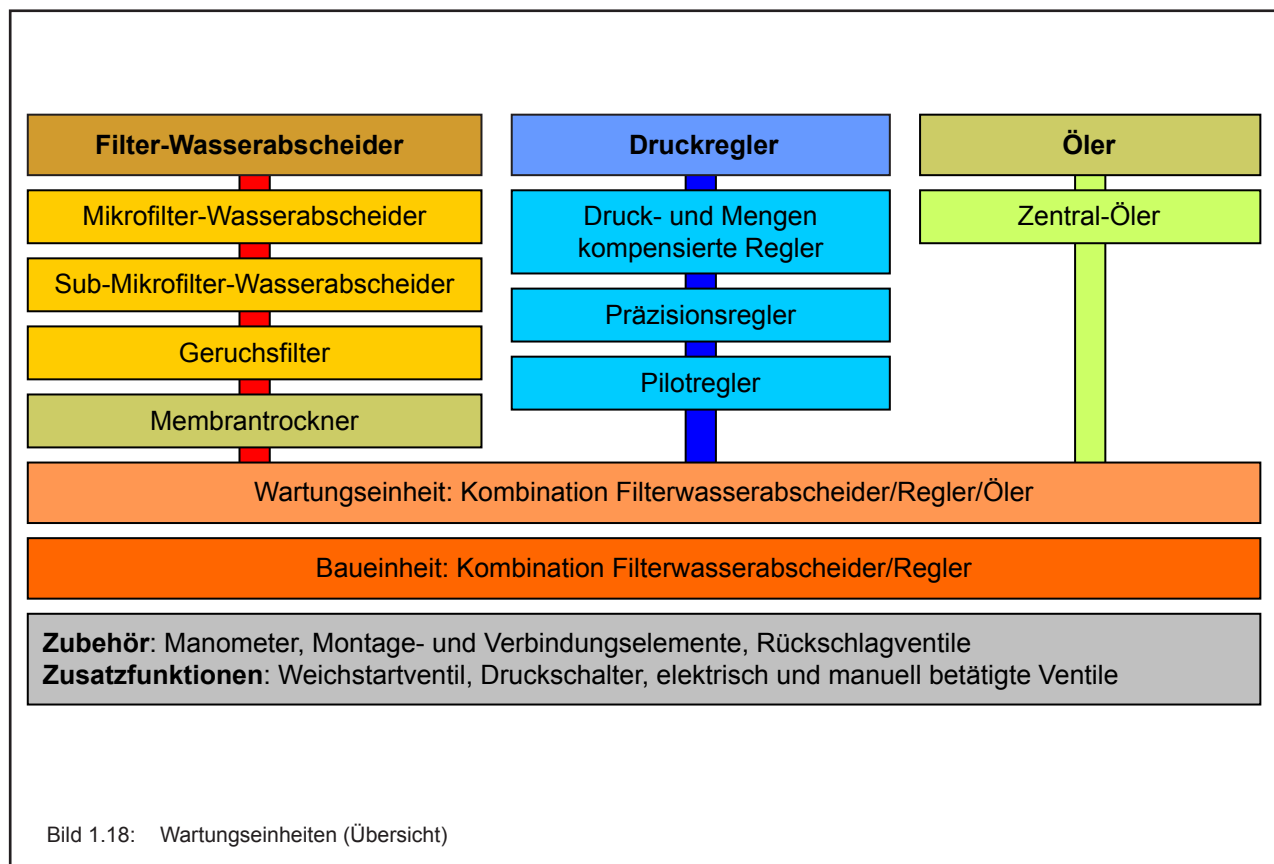 Filter-Wasserabscheider
Mikrofilter-Wasserabscheider
Sub-Mikrofilter-Wasserabscheider
Geruchsfilter
Membrantrockner
Druckregler
Druck- und Mengen
kompensierte Regler
Präzisionsregler
Pilotregler
Öler
Zentral-Öler
Wartungseinheit: Kombination Filterwasserabscheider/Regler/Öler
Baueinheit: Kombination Filterwasserabscheider/Regler
Zubehör: Manometer, Montage- und Verbindungselemente, Rückschlagventile
Zusatzfunktionen: Weichstartventil, Druckschalter, elektrisch und manuell betätigte Ventile
Bild 1.18: Wartungseinheiten (Übersicht)